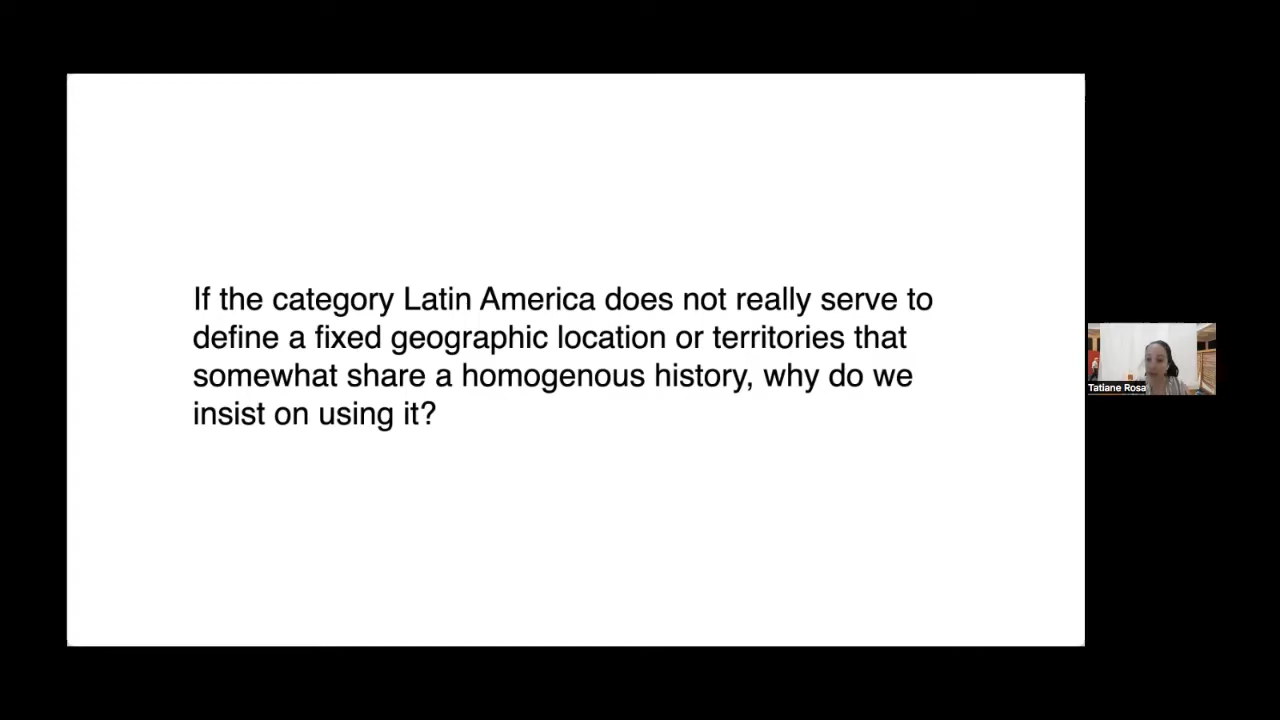 If the category Latin America does not really serve to
define a fixed geographic location or territories that
somewhat share a homogenous history, why do we
insist on using it?
Tatiane Rosa